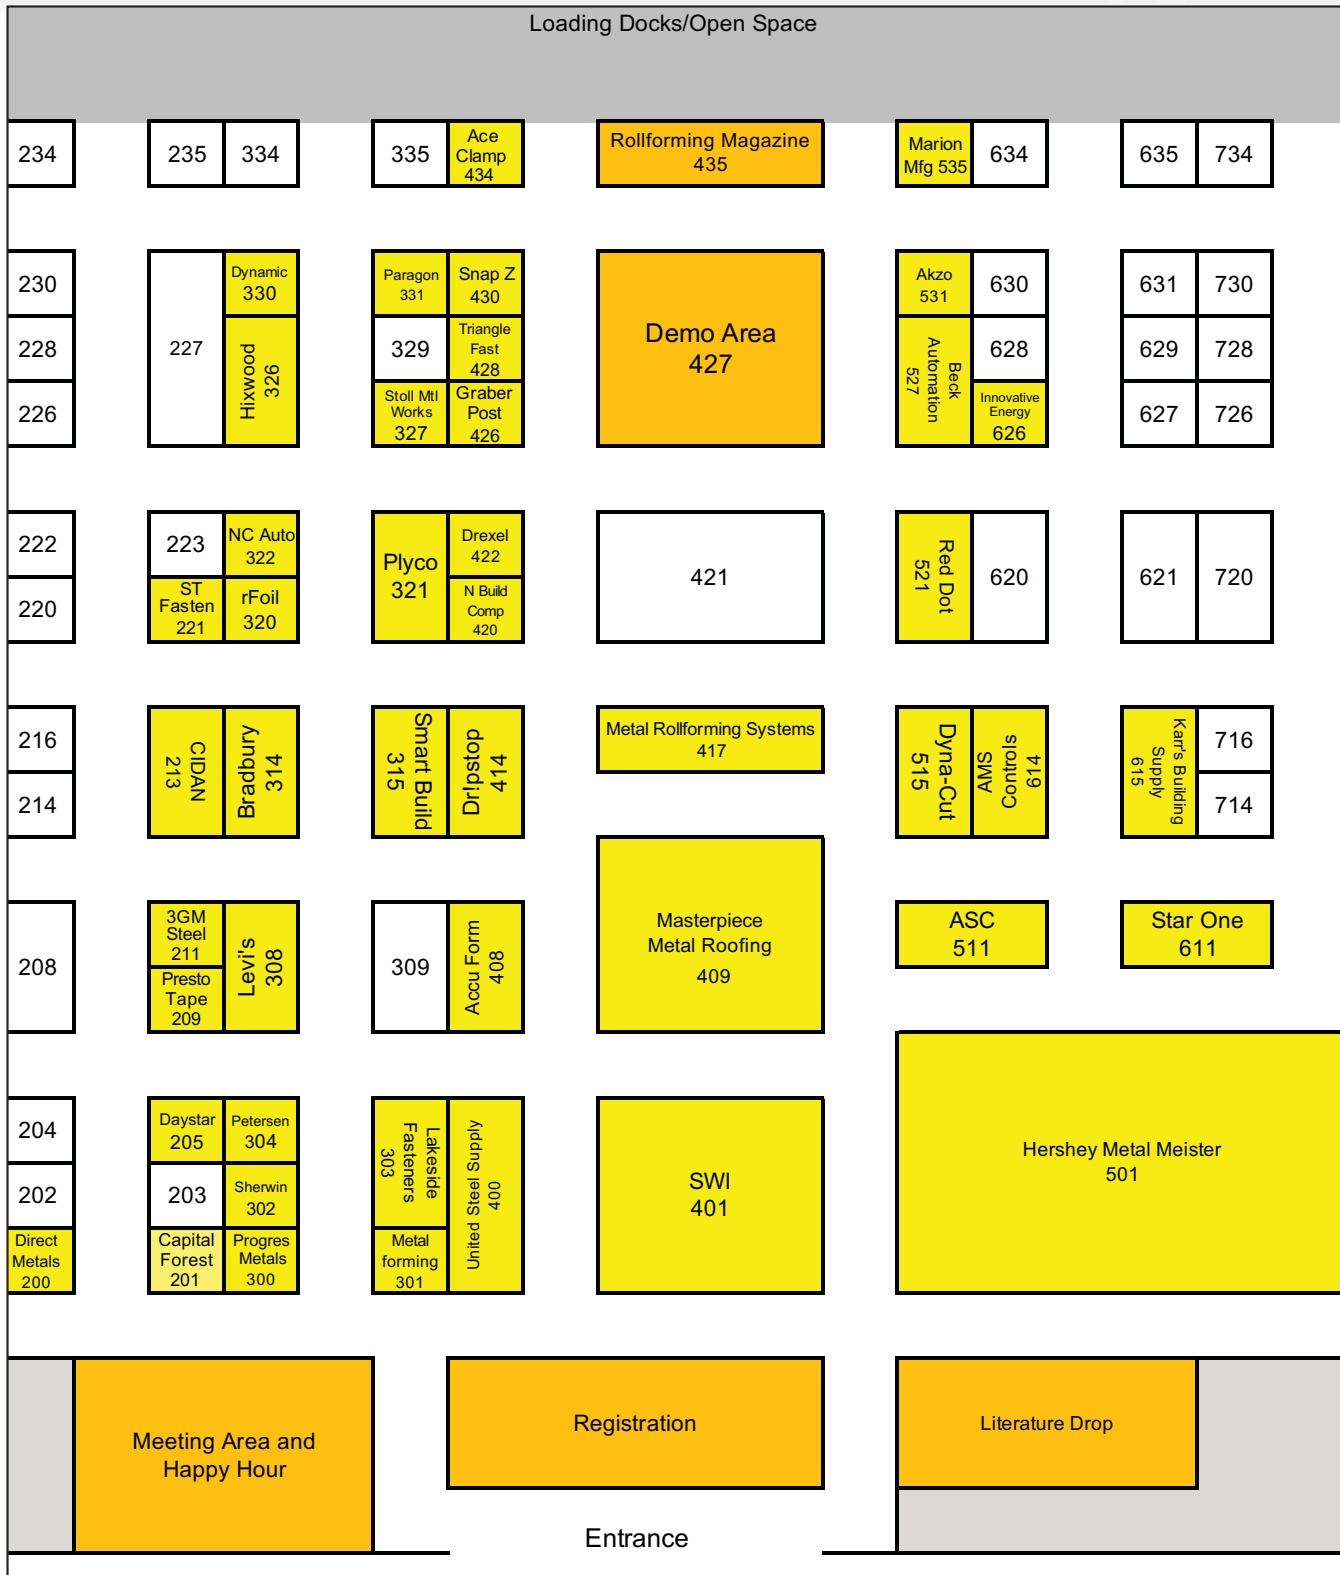 Loading Docks/Open Space
234
235
334
335
Ace
Clamp
434
Rollforming Magazine
435
Marion
Mfg 535
634
635
734
230
227
Dynamic
330
Paragon
331
Snap Z
430
Demo Area
427
Akzo
531
630
631
730
228
Hixwood
326
329
Triangle
Fast
428
Beck
Automation
527
628
629
728
226
Stoll Mtl
Works
327
Graber
Post
426
Innovative
Energy
626
627
726
222
223
NC Auto
322
Plyco
321
Drexel
422
421
Red Dot
521
620
621
720
220
ST
Fasten
221
rFoil
320
N Build
Comp
420
216
CIDAN
213
Bradbury
314
Smart Build
315
Dr!pstop
414
Metal Rollforming Systems
417
Dyna-Cut
515
AMS
Controls
614
Karr's Building
Supply
615
716
214
714
208
3GM
Steel
211
Levi's
308
309
Accu Form
408
Masterpiece
Metal Roofing
409
ASC
511
Star One
611
Presto
Tape
209
204
Daystar
205
Petersen
304
Lakeside
Fasteners
303
United Steel Supply
400
SWI
401
Hershey Metal Meister
501
202
203
Sherwin
302
Direct
Metals
200
Capital
Forest
201
Progres
Metals
300
Metal
forming
301
Meeting Area and
Happy Hour
Registration
Literature Drop
Entrance